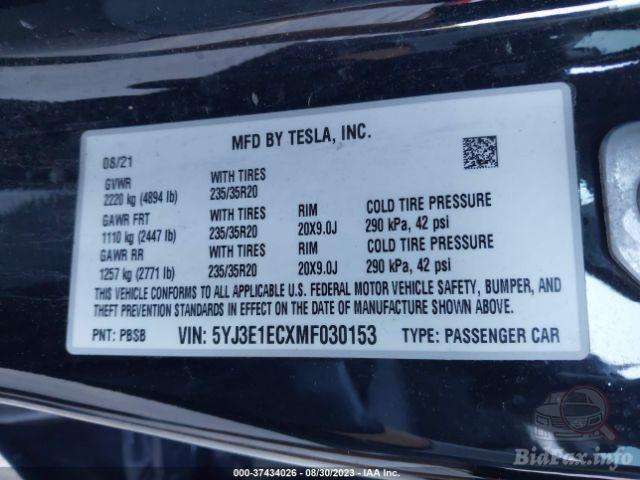 MFD BY TESLA, INC.
08/21
GVWR WITH TIRES
2220 kg (4894 lb) 235/35R20
GAWR FRT WITH TIRES RIM COLD TIRE PRESSURE
1110 kg (2447 lb) 235/35R20 20X9.0J 290 kPa, 42 psi
GAWR RR WITH TIRES RIM COLD TIRE PRESSURE
1257 kg (2771 lb) 235/35R20 20X9.0J 290 kPa, 42 psi
THIS VEHICLE CONFORMS TO ALL APPLICABLE U.S. FEDERAL MOTOR VEHICLE SAFETY, BUMPER, AND
THEFT PREVENTION STANDARDS IN EFFECT ON THE DATE OF MANUFACTURE SHOWN ABOVE.
PNT: PBSB VIN: 5YJ3E1ECXMF030153 TYPE: PASSENGER CAR
BidFax.info
000-37434026 - 08/30/2023 - IAA Inc.